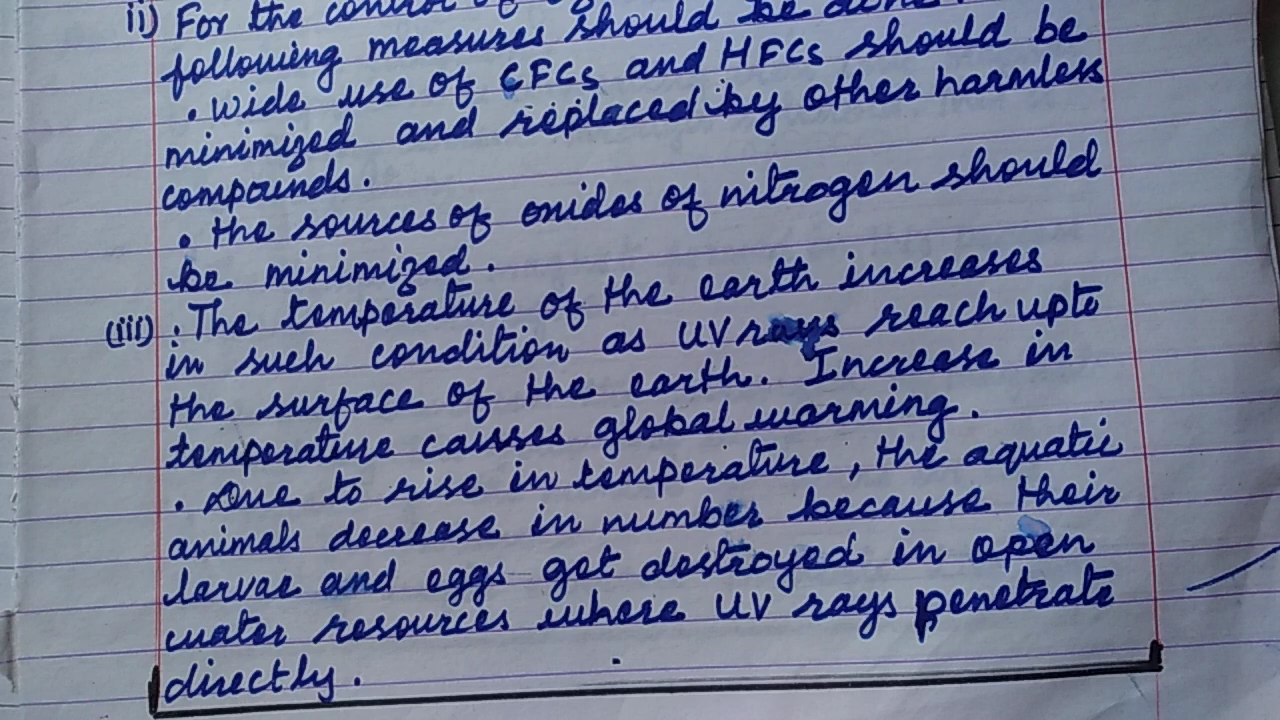 ii) For the control of
following measures should be done
• wide use of CFCs and HFCs should be
minimized and replaced by other harmless
compounds.
• the sources of oxides of nitrogen should
be minimized.
(iii) • The temperature of the earth increases
in such condition as UV rays reach upto
the surface of the earth. Increase in
temperature causes global warming.
• Due to rise in temperature, the aquatic
animals decrease in number because their
larvae and eggs get destroyed in open
water resources where UV rays penetrate
directly.